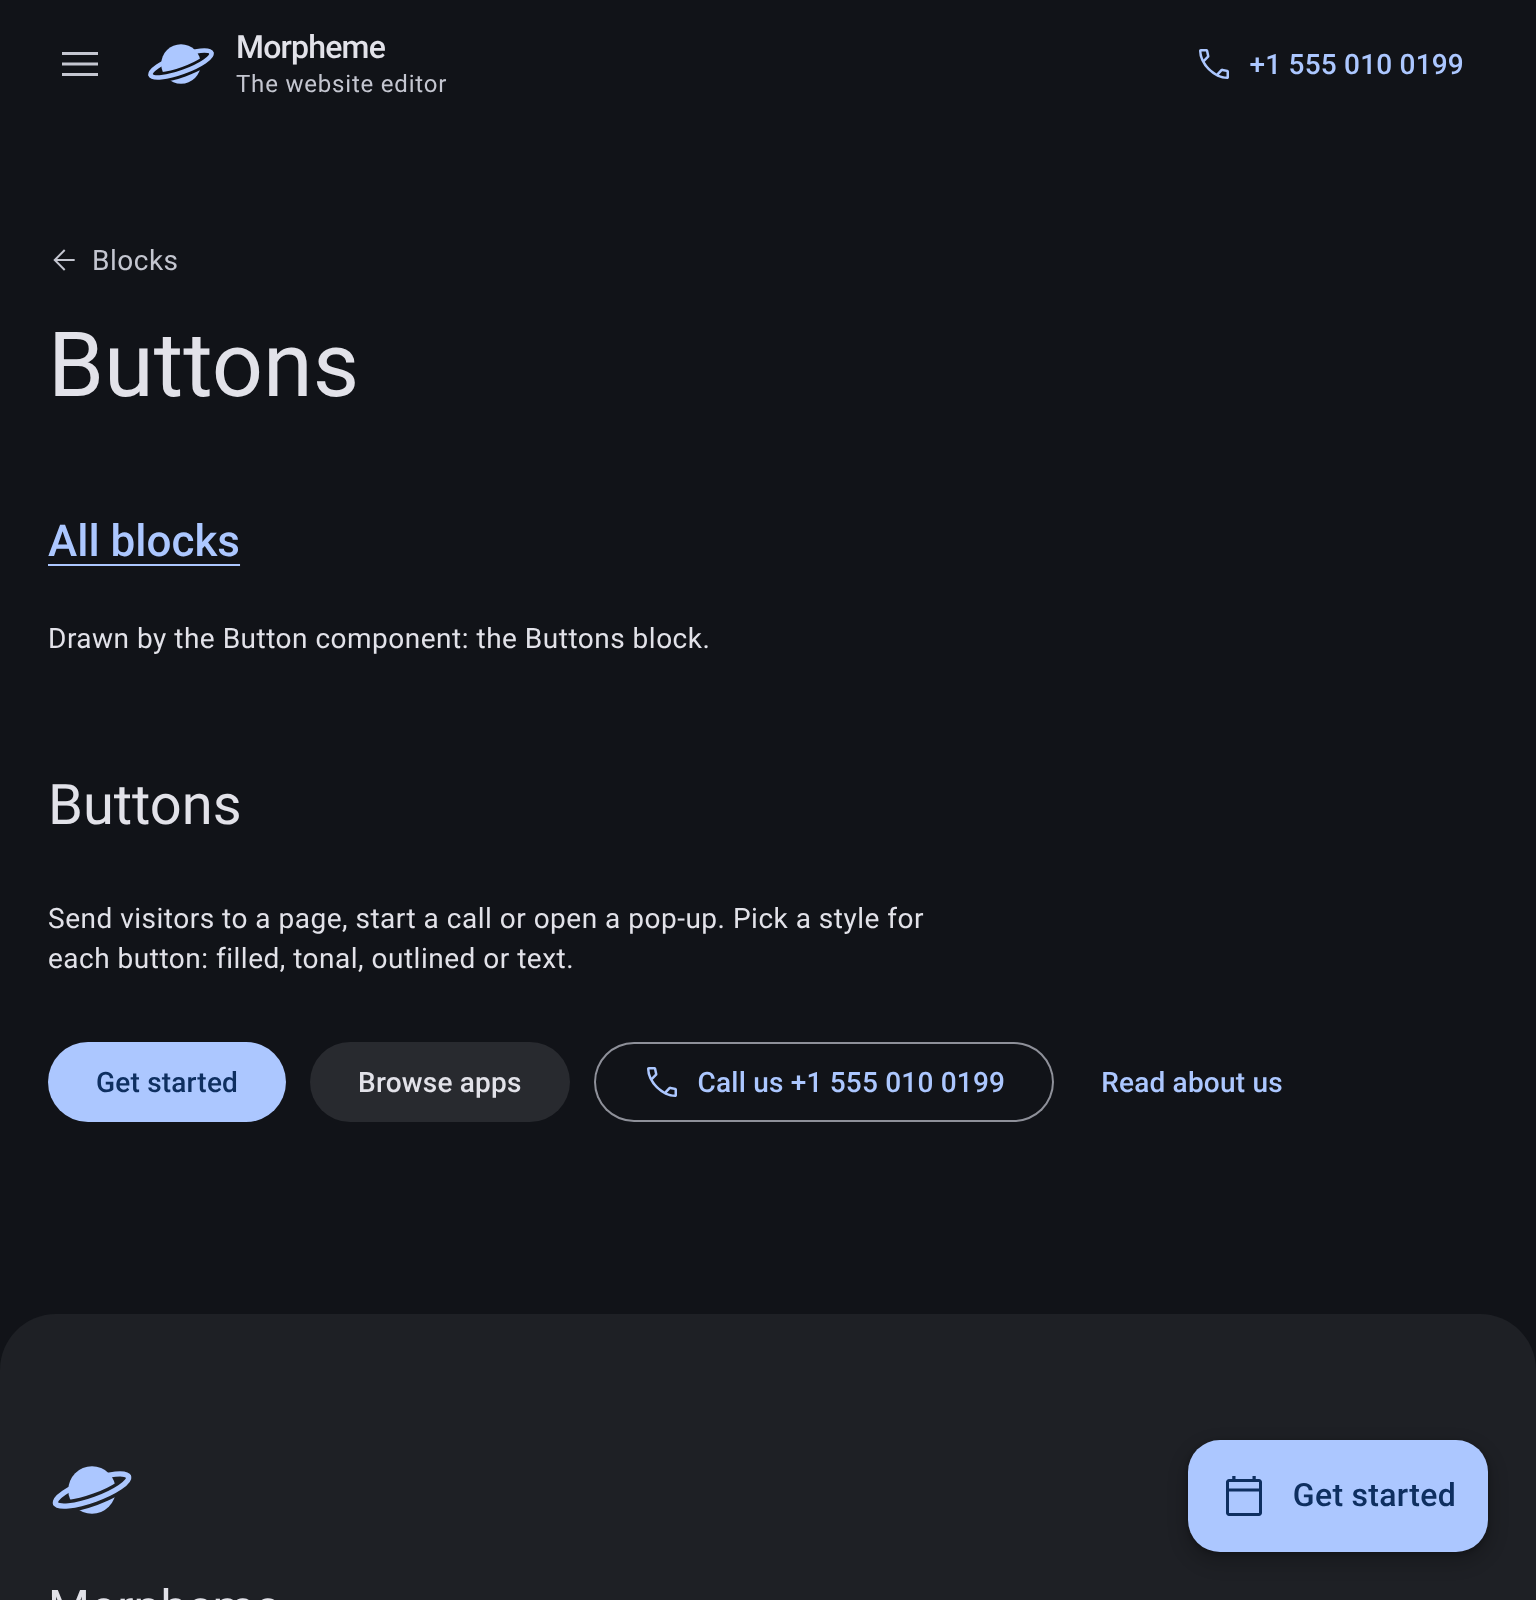 Morpheme
The website editor
+1 555 010 0199
Blocks
Buttons
All blocks
Drawn by the Button component: the Buttons block.
Buttons
Send visitors to a page, start a call or open a pop-up. Pick a style for
each button: filled, tonal, outlined or text.
Get started
Browse apps
Call us +1 555 010 0199
Read about us
Get started
Morpheme